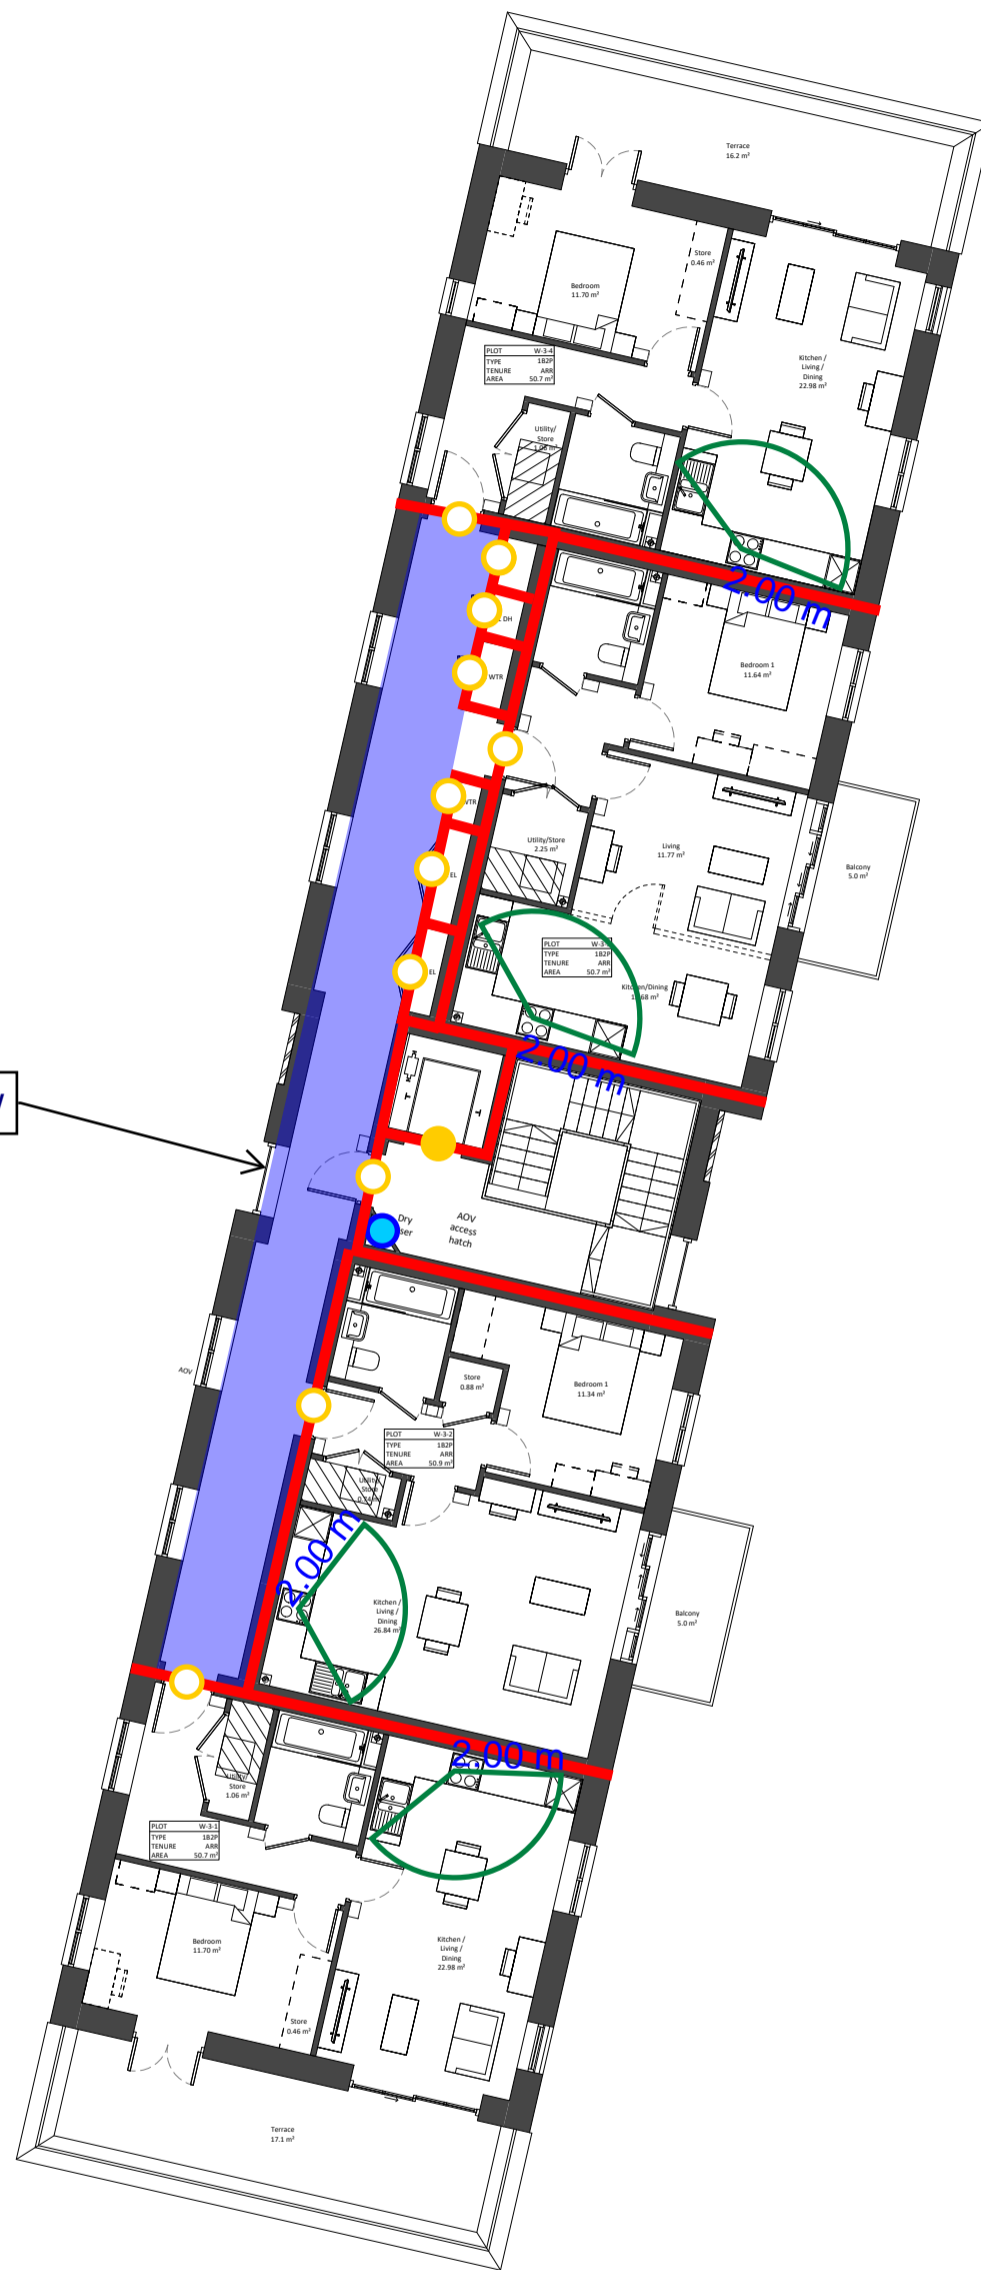 Terrace
16.2 m²
Store
0.46 m²
Bedroom
11.70 m²
PLOT W-3-4
TYPE 1B2P
TENURE ARR
AREA 50.7 m²
Kitchen /
Living /
Dining
22.98 m²
Utility/
Store
2.00 m
DH
WTR
Bedroom 1
11.64 m²
WTR
EL
EL
Utility/Store
2.25 m²
Living
11.77 m²
Balcony
5.0 m²
PLOT
TYPE 1B2P
TENURE ARR
AREA 50.7 m²
Kitchen/Dining
2.00 m
Dry
AOV
access
hatch
AOV
Store
0.88 m²
Bedroom 1
11.34 m²
PLOT W-3-2
TYPE 1B2P
TENURE ARR
AREA 50.9 m²
Utility/
Store
2.00 m
Kitchen /
Living /
Dining
26.84 m²
Balcony
5.0 m²
2.00 m
Utility/
Store
1.06 m²
PLOT W-3-1
TYPE 1B2P
TENURE ARR
AREA 50.7 m²
Bedroom
11.70 m²
Kitchen /
Living /
Dining
22.98 m²
Store
0.46 m²
Terrace
17.1 m²